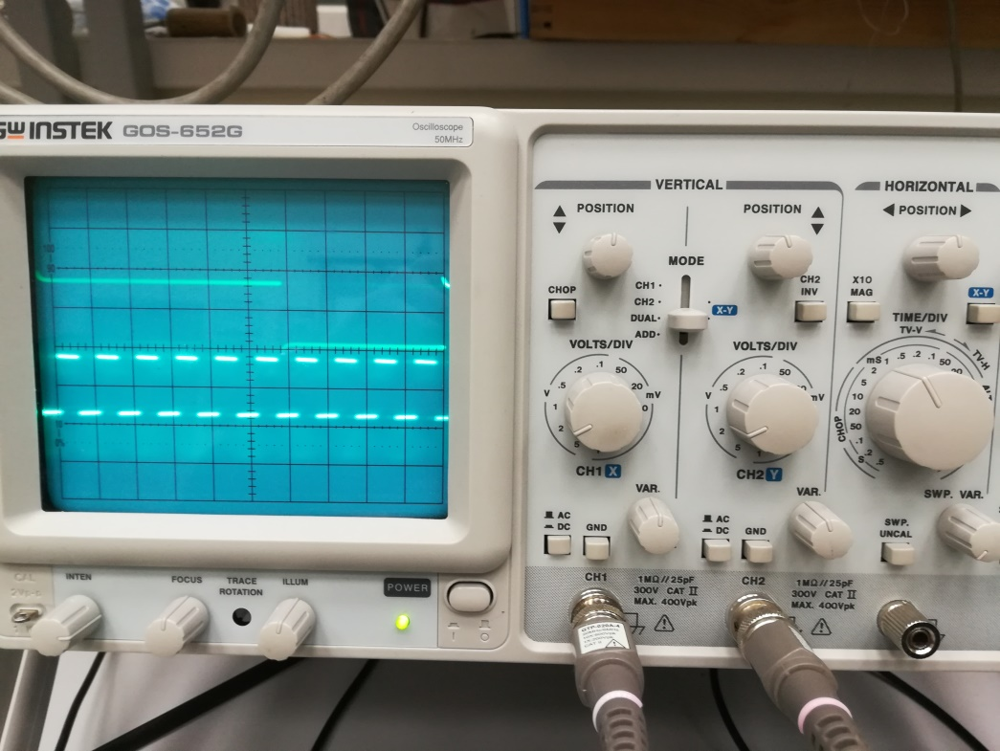 GW INSTEK GOS-652G
Oscilloscope
50MHz
100
90
10
0%
CAL
2Vp-p
INTEN
FOCUS
TRACE
ROTATION
ILLUM
POWER
VERTICAL
POSITION
POSITION
MODE
CHOP
CH1
CH2
DUAL
ADD
X-Y
CH2
INV
VOLTS/DIV
.5 .2 .1 50
20
V mV
1
2
5
CH1 X
VOLTS/DIV
.5 .2 .1 50
20
V mV
1
2
5
CH2 Y
VAR.
VAR.
AC
DC
GND
AC
DC
GND
CH1
1MΩ//25pF
300V CAT II
MAX. 400Vpk
CH2
1MΩ//25pF
300V CAT II
MAX. 400Vpk
HORIZONTAL
POSITION
X10
MAG
X-Y
TIME/DIV
TV-V
TV-H
mS 1 .5 .2 .1 50
2 20
5 10
10
20
50
.1
.2
.5
S
CHOP
SWP. VAR.
SWP.
UNCAL